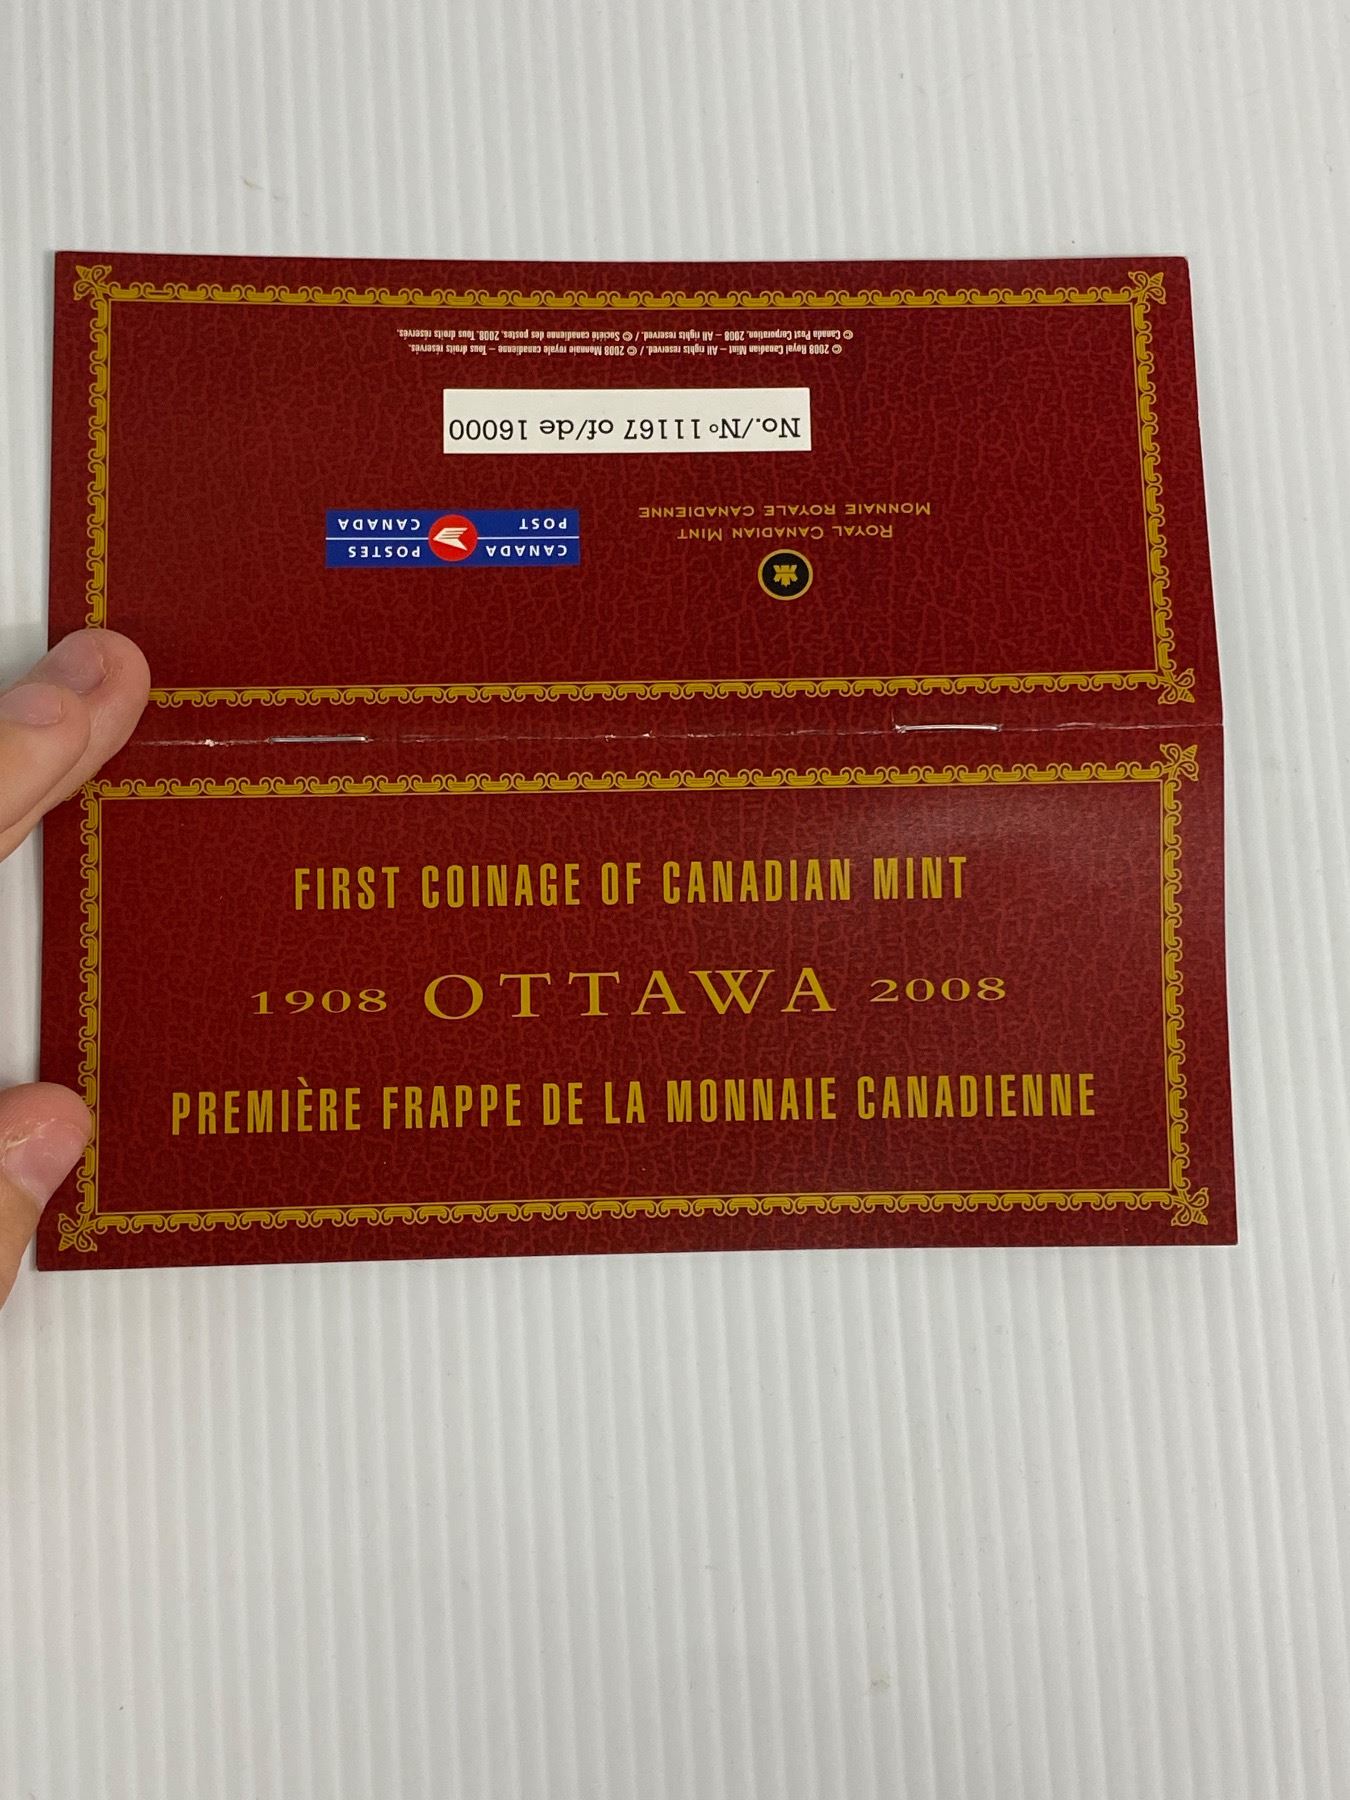 FIRST COINAGE OF CANADIAN MINT
1908 OTTAWA 2008
PREMIÈRE FRAPPE DE LA MONNAIE CANADIENNE
ROYAL CANADIAN MINT
MONNAIE ROYALE CANADIENNE
CANADA POSTES
POST CANADA
No./Nº 11167 of/de 16000
© 2008 Royal Canadian Mint – All rights reserved. / © 2008 Monnaie royale canadienne – Tous droits réservés.
© Canada Post Corporation, 2008 – All rights reserved. / © Société canadienne des postes, 2008. Tous droits réservés.